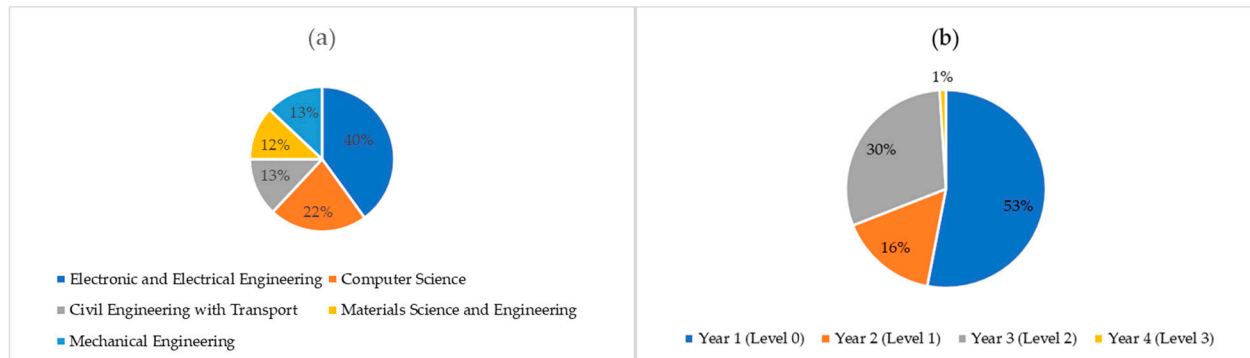 (a)
13%
40%
12%
13%
22%
Electronic and Electrical Engineering Computer Science
Civil Engineering with Transport Materials Science and Engineering
Mechanical Engineering
(b)
1%
30%
53%
16%
Year 1 (Level 0) Year 2 (Level 1) Year 3 (Level 2) Year 4 (Level 3)